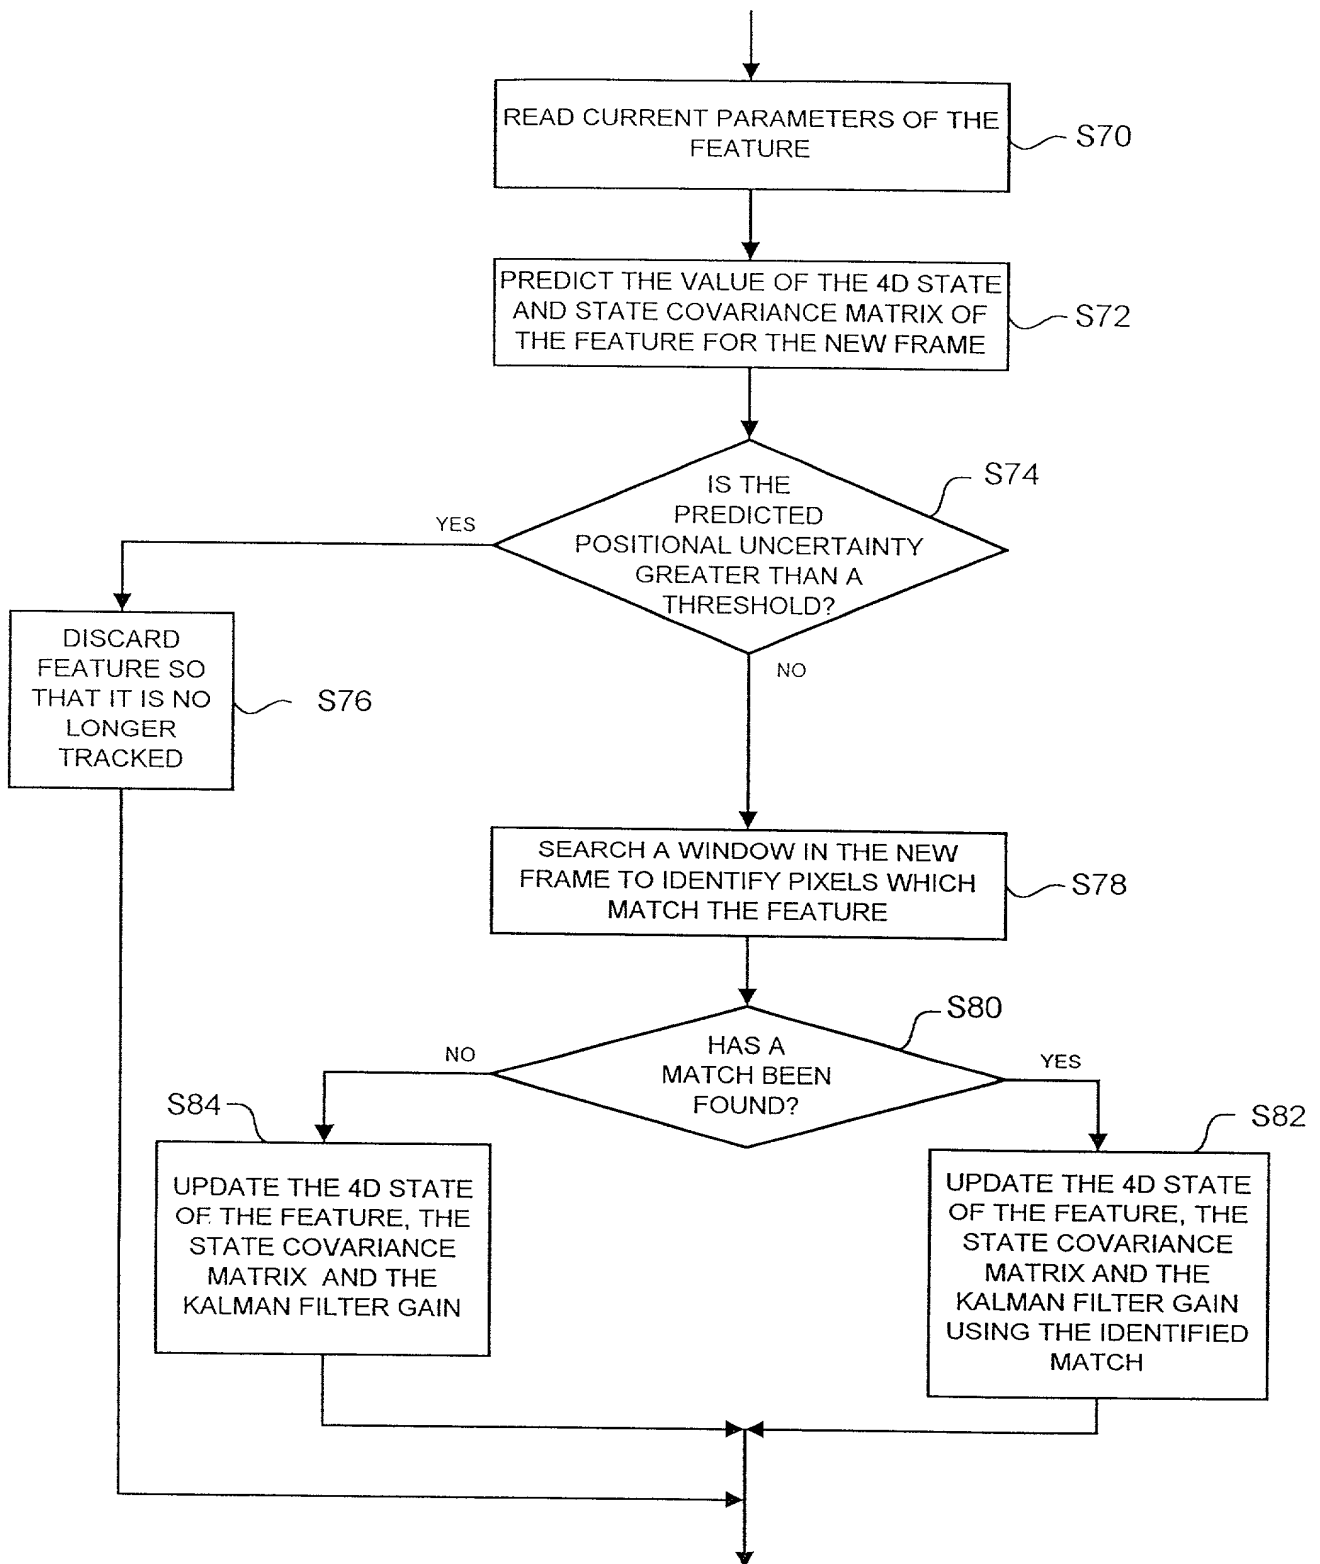 READ CURRENT PARAMETERS OF THE
FEATURE
S70
PREDICT THE VALUE OF THE 4D STATE
AND STATE COVARIANCE MATRIX OF
THE FEATURE FOR THE NEW FRAME
S72
IS THE
PREDICTED
POSITIONAL UNCERTAINTY
GREATER THAN A
THRESHOLD?
S74
YES
NO
DISCARD
FEATURE SO
THAT IT IS NO
LONGER
TRACKED
S76
SEARCH A WINDOW IN THE NEW
FRAME TO IDENTIFY PIXELS WHICH
MATCH THE FEATURE
S78
HAS A
MATCH BEEN
FOUND?
S80
NO
YES
S84
UPDATE THE 4D STATE
OF THE FEATURE, THE
STATE COVARIANCE
MATRIX AND THE
KALMAN FILTER GAIN
S82
UPDATE THE 4D STATE
OF THE FEATURE, THE
STATE COVARIANCE
MATRIX AND THE
KALMAN FILTER GAIN
USING THE IDENTIFIED
MATCH